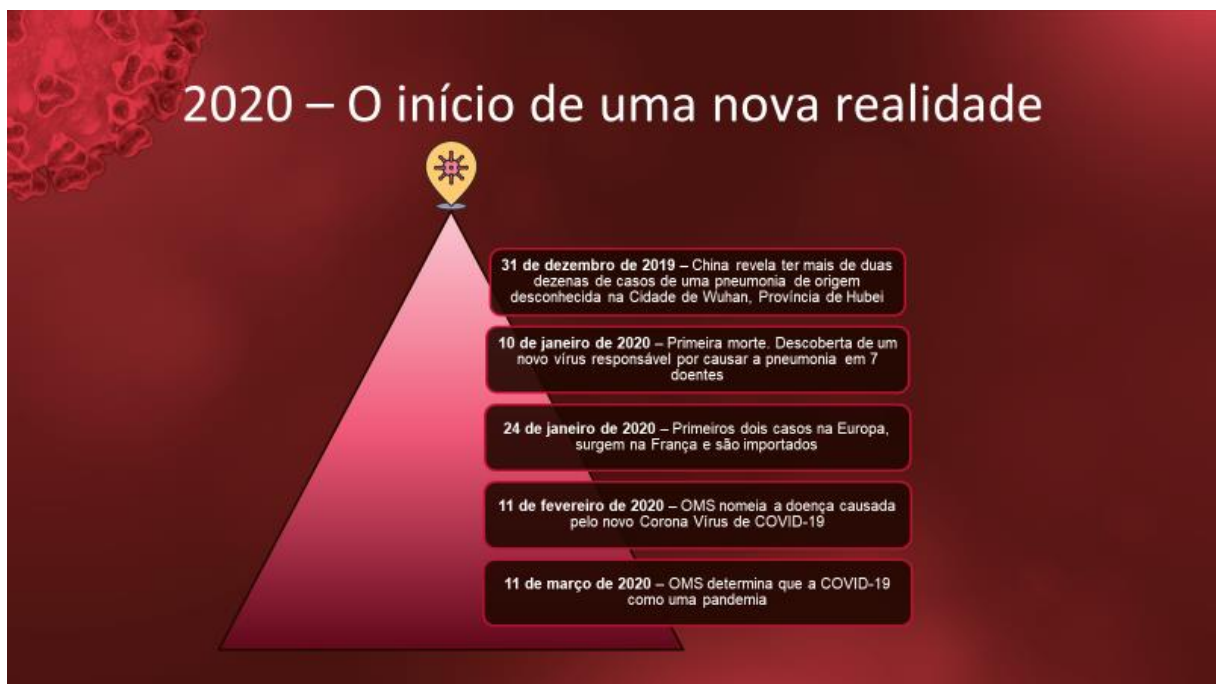 2020 – O início de uma nova realidade
31 de dezembro de 2019 – China revela ter mais de duas
dezenas de casos de uma pneumonia de origem
desconhecida na Cidade de Wuhan, Província de Hubei
10 de janeiro de 2020 – Primeira morte. Descoberta de um
novo vírus responsável por causar a pneumonia em 7
doentes
24 de janeiro de 2020 – Primeiros dois casos na Europa,
surgem na França e são importados
11 de fevereiro de 2020 – OMS nomeia a doença causada
pelo novo Corona Vírus de COVID-19
11 de março de 2020 – OMS determina que a COVID-19
como uma pandemia